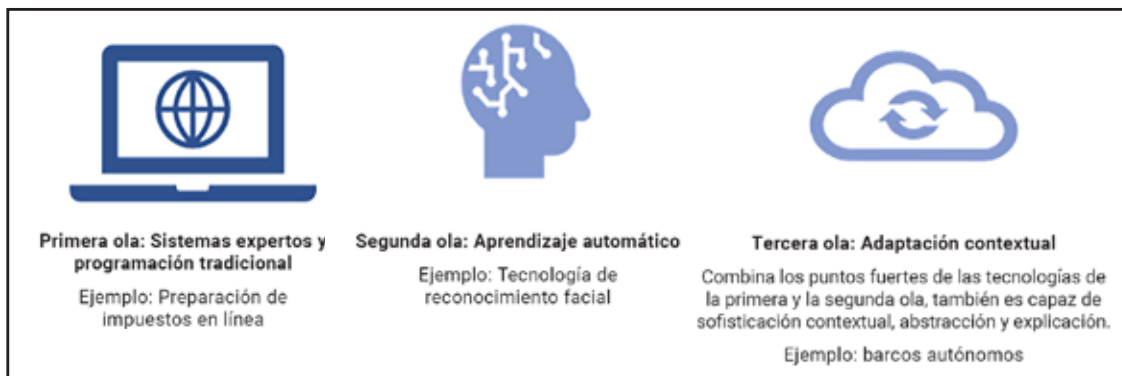 Primera ola: Sistemas expertos y
programación tradicional
Ejemplo: Preparación de
impuestos en línea
Segunda ola: Aprendizaje automático
Ejemplo: Tecnología de
reconocimiento facial
Tercera ola: Adaptación contextual
Combina los puntos fuertes de las tecnologías de
la primera y la segunda ola, también es capaz de
sofisticación contextual, abstracción y explicación.
Ejemplo: barcos autónomos